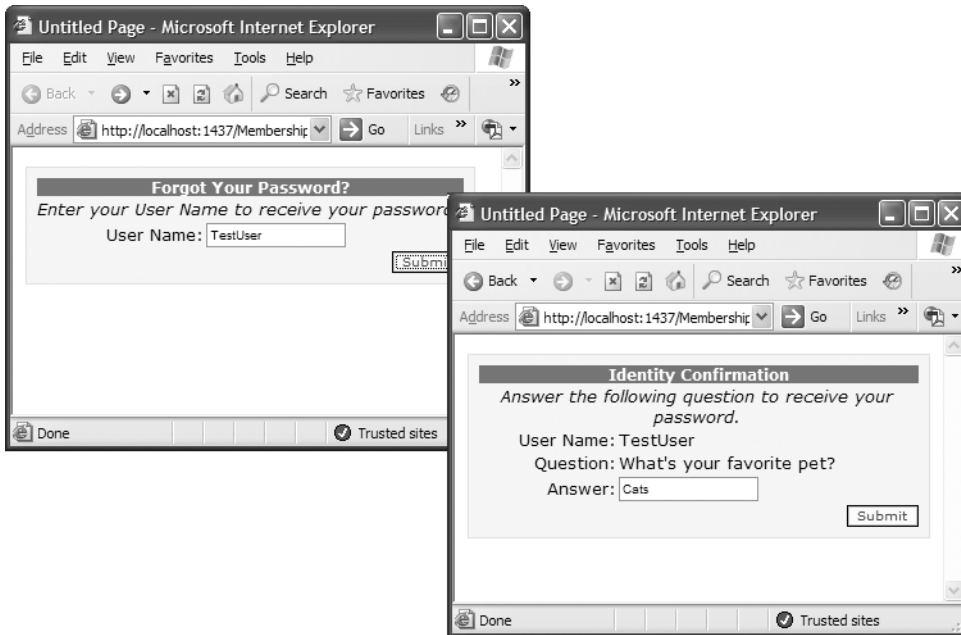 Untitled Page - Microsoft Internet Explorer
File Edit View Favorites Tools Help
Back Search Favorites »
Address http://localhost:1437/Membership Go Links »
Forgot Your Password?
Enter your User Name to receive your password
User Name: TestUser
Submi
Done Trusted sites
Untitled Page - Microsoft Internet Explorer
File Edit View Favorites Tools Help
Back Search Favorites »
Address http://localhost:1437/Membership Go Links »
Identity Confirmation
Answer the following question to receive your
password.
User Name: TestUser
Question: What's your favorite pet?
Answer: Cats
Submit
Done Trusted sites